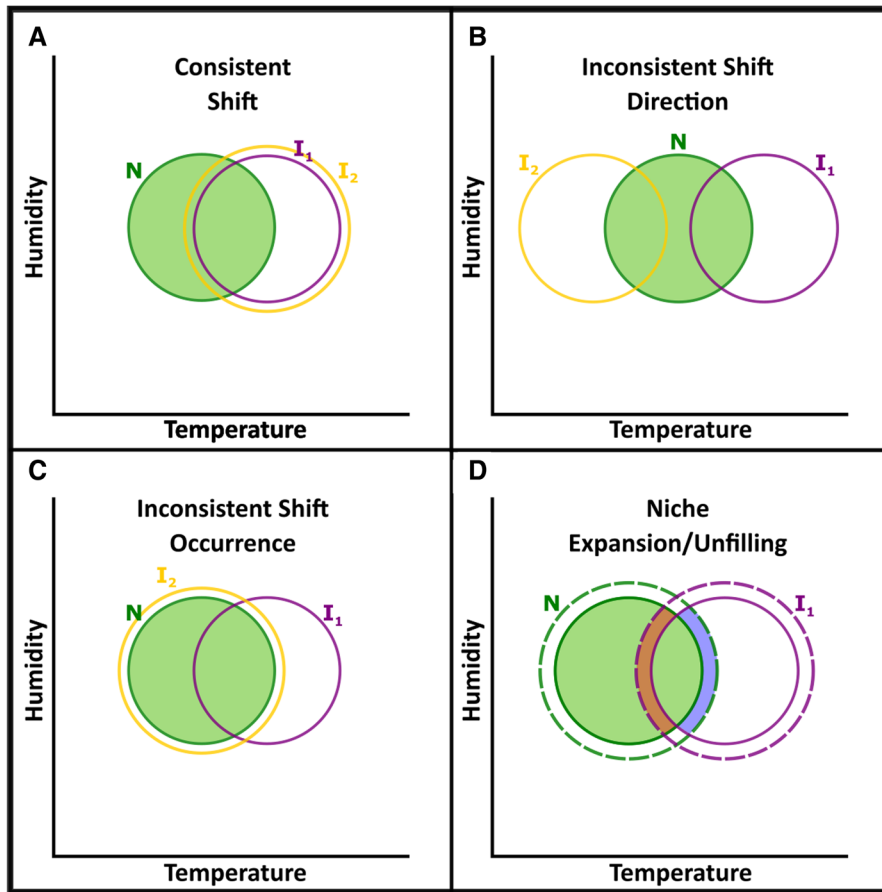 A
Consistent
Shift
N
I₁
I₂
Humidity
Temperature
B
Inconsistent Shift
Direction
N
I₂
I₁
Humidity
Temperature
C
Inconsistent Shift
Occurrence
I₂
N
I₁
Humidity
Temperature
D
Niche
Expansion/Unfilling
N
I₁
Humidity
Temperature